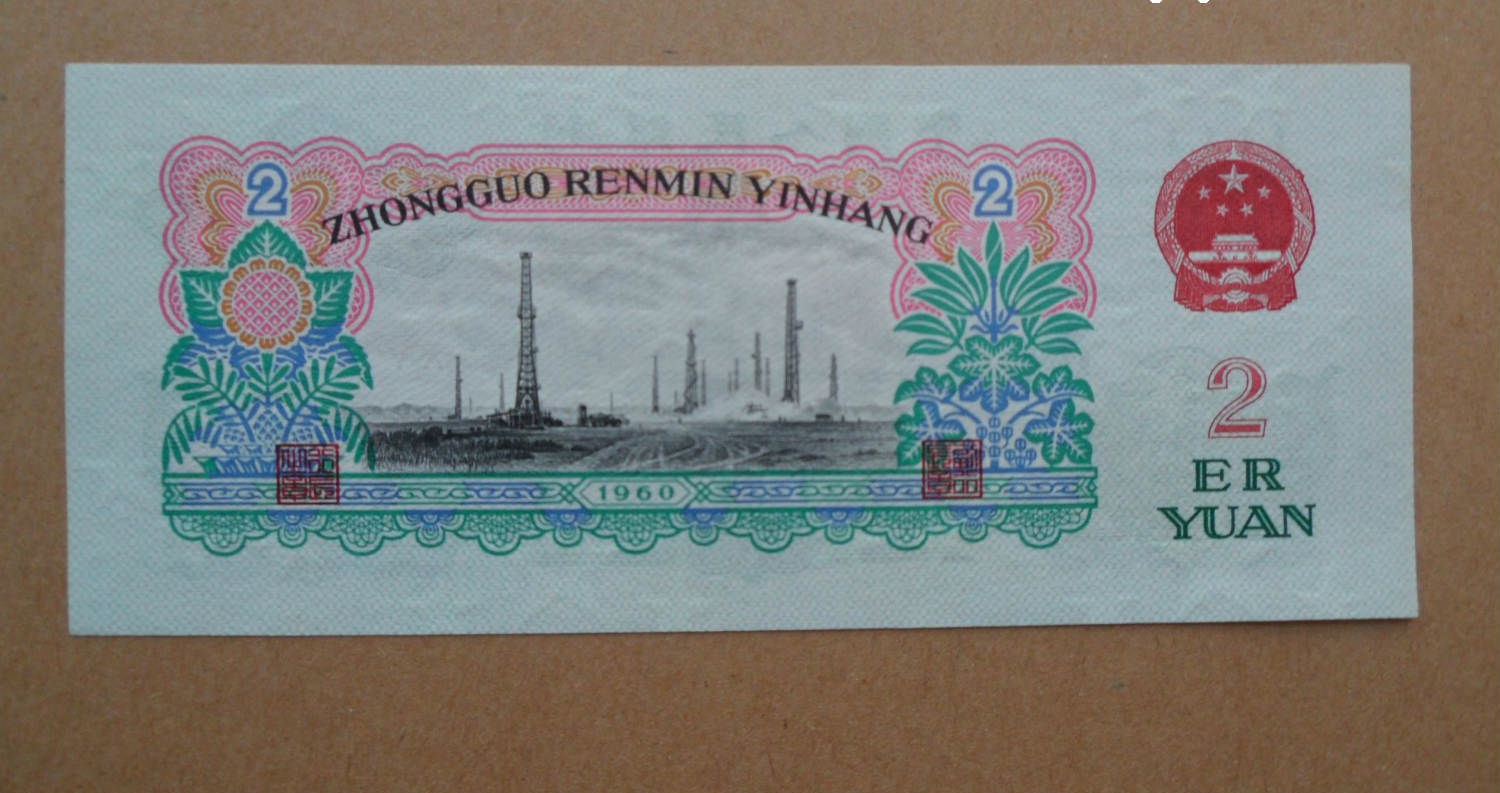 2
ZHONGGUO RENMIN YINHANG
2
1960
2
ER
YUAN